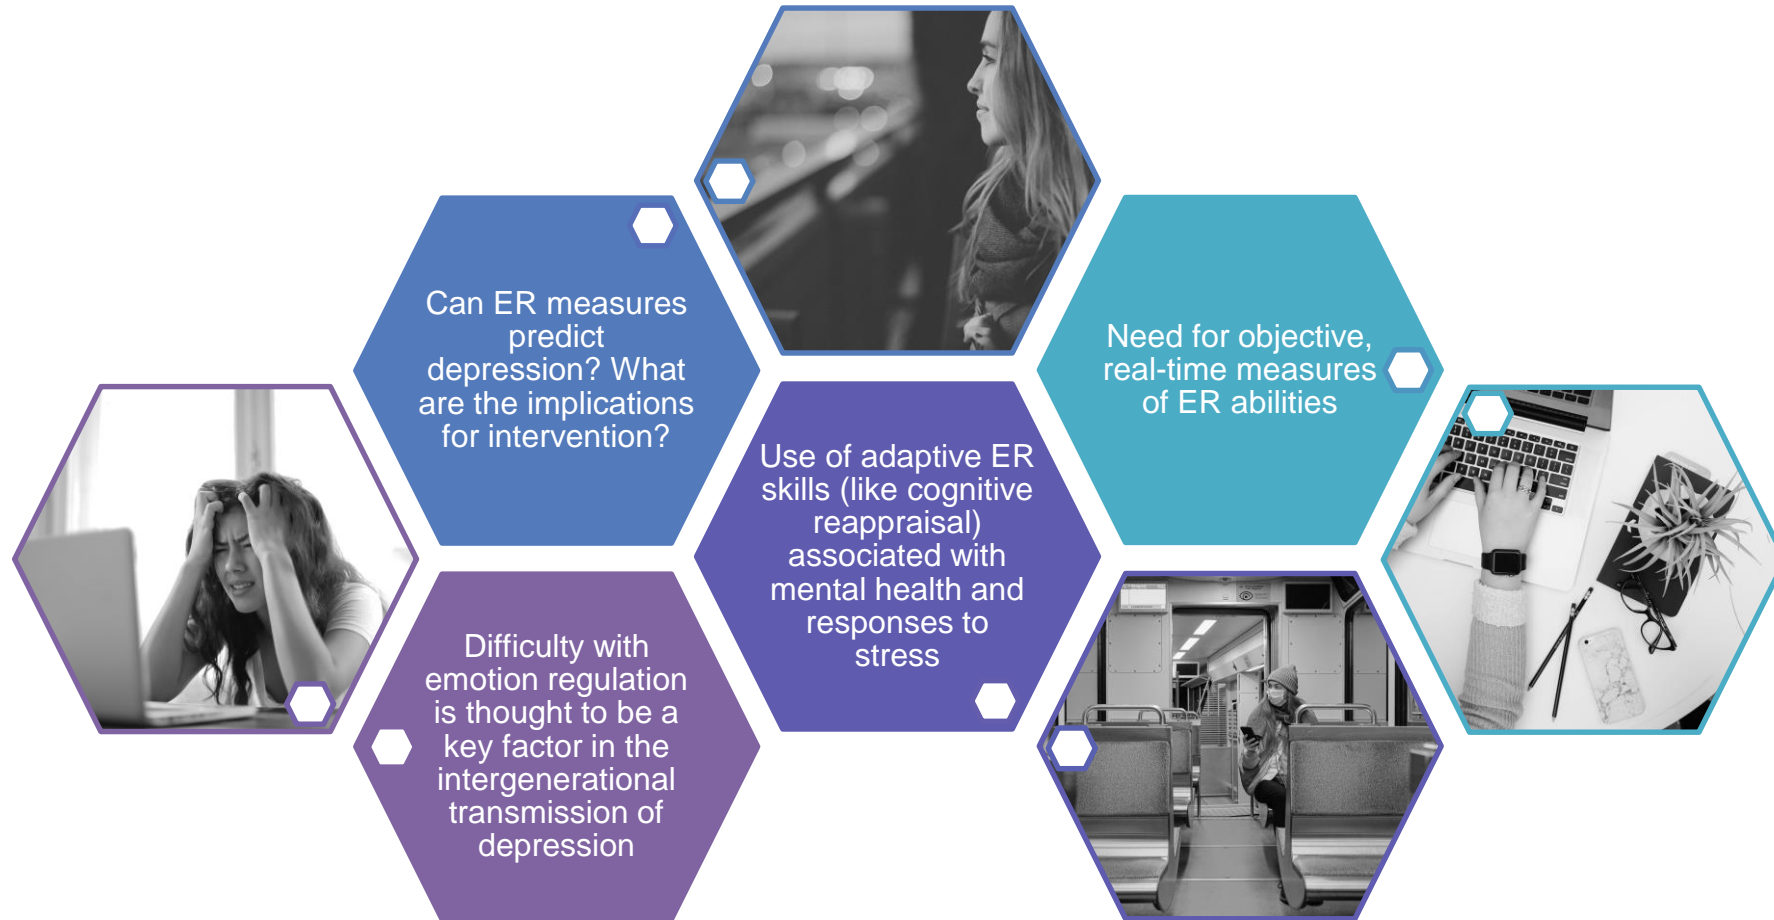 Can ER measures
predict
depression? What
are the implications
for intervention?
Need for objective,
real-time measures
of ER abilities
Use of adaptive ER
skills (like cognitive
reappraisal)
associated with
mental health and
responses to
stress
Difficulty with
emotion regulation
is thought to be a
key factor in the
intergenerational
transmission of
depression